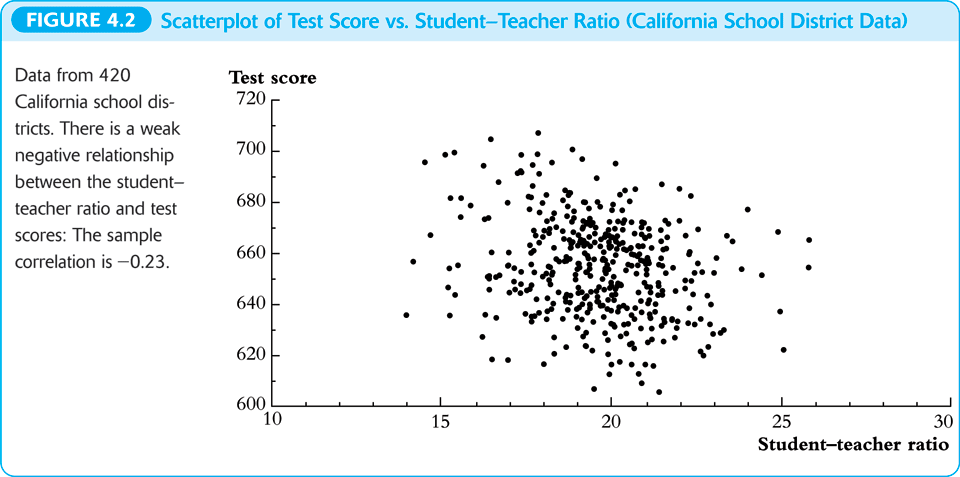 FIGURE 4.2 Scatterplot of Test Score vs. Student–Teacher Ratio (California School District Data)
Data from 420
California school dis-
tricts. There is a weak
negative relationship
between the student–
teacher ratio and test
scores: The sample
correlation is −0.23.
Test score
720
700
680
660
640
620
600
10 15 20 25 30
Student–teacher ratio